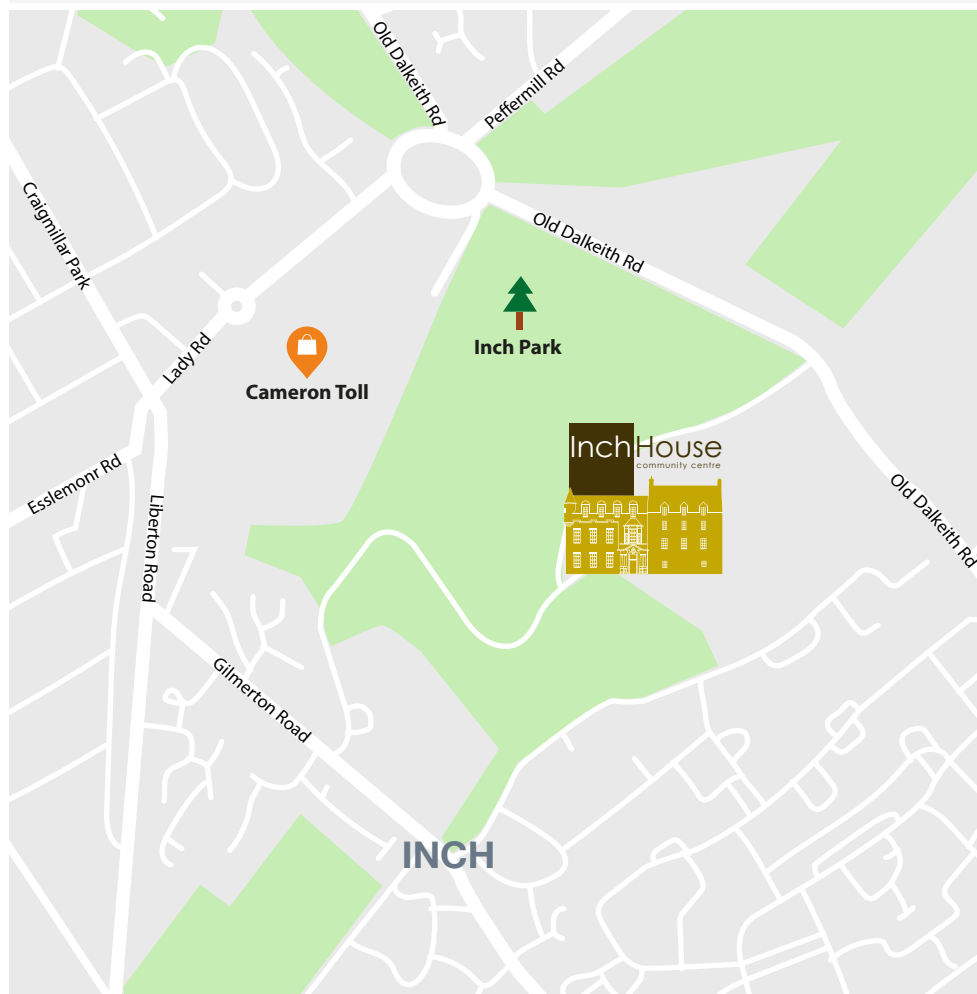 Old Dalkeith Rd
Peffermill Rd
Craigmillar Park
Old Dalkeith Rd
Inch Park
Lady Rd
Cameron Toll
InchHouse
community centre
Esslemonr Rd
Liberton Road
Old Dalkeith Rd
Gilmerton Road
INCH